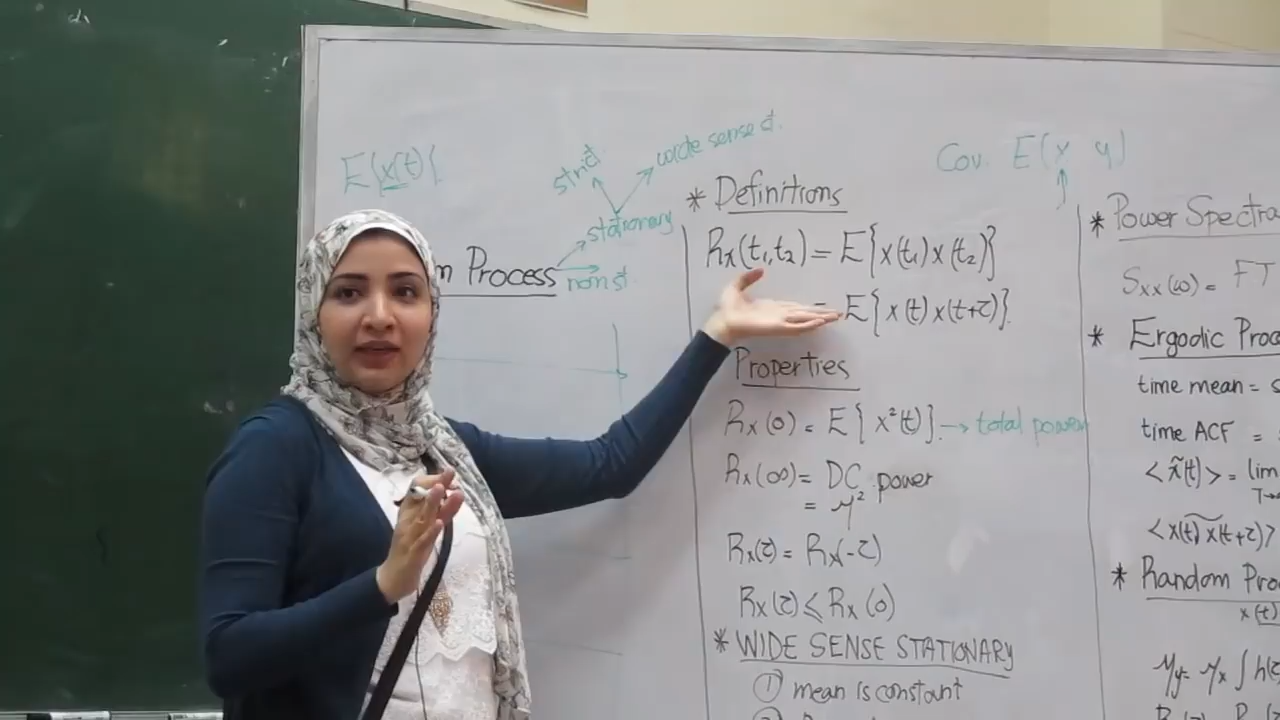 E{x(t)}
strict
wide sense st.
stationary
m Process
non st.
* Definitions
Rx(t1,t2) = E{x(t1) x(t2)}
= E{x(t) x(t+τ)}
Properties
Rx(0) = E{x²(t)} → total power
Rx(∞) = DC power
= μ²
Rx(τ) = Rx(-τ)
Rx(τ) ≤ Rx(0)
* WIDE SENSE STATIONARY
① mean is constant
Cov. E(x y)
* Power Spectra
Sxx(ω) = FT
* Ergodic Proc
time mean = s
time ACF =
<x̃(t)> = lim
T→
<x(t) x(t+τ)>
* Random Pro
x(t)
μy = μx ∫ h(